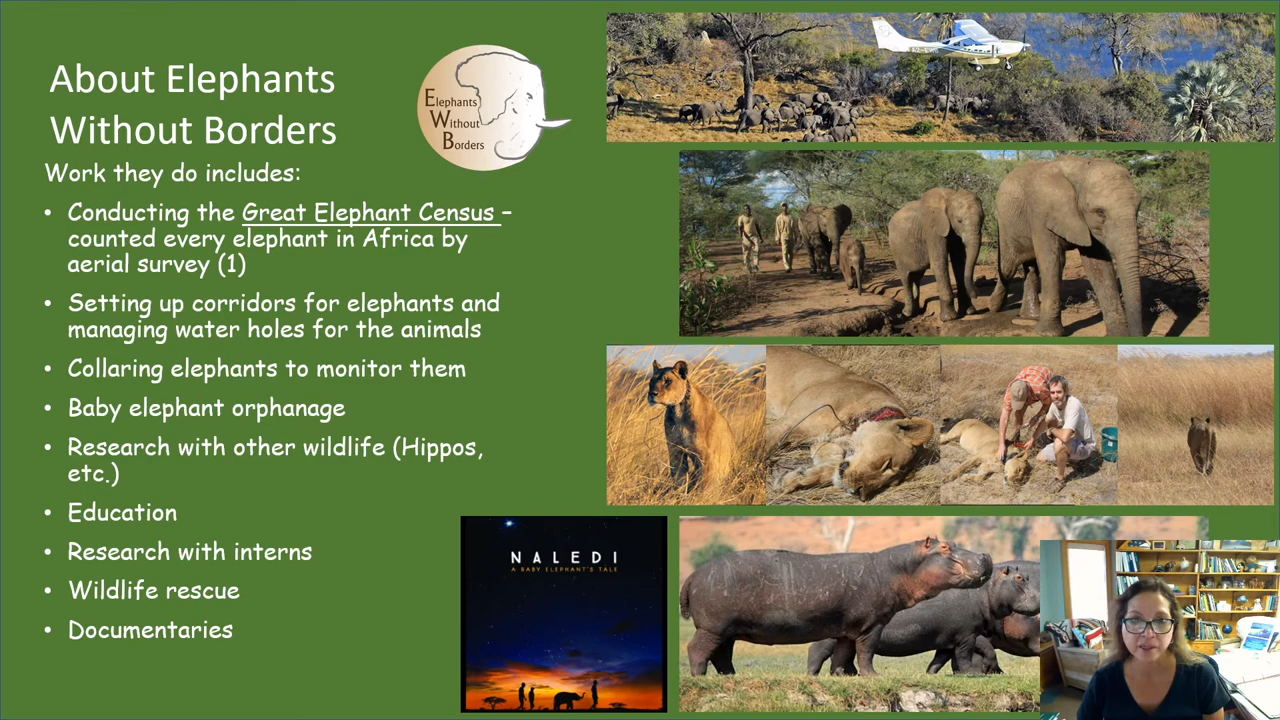 About Elephants
Without Borders
Elephants
Without
Borders
Work they do includes:
• Conducting the Great Elephant Census –
counted every elephant in Africa by
aerial survey (1)
• Setting up corridors for elephants and
managing water holes for the animals
• Collaring elephants to monitor them
• Baby elephant orphanage
• Research with other wildlife (Hippos,
etc.)
• Education
• Research with interns
• Wildlife rescue
• Documentaries
NALEDI
A BABY ELEPHANT'S TALE